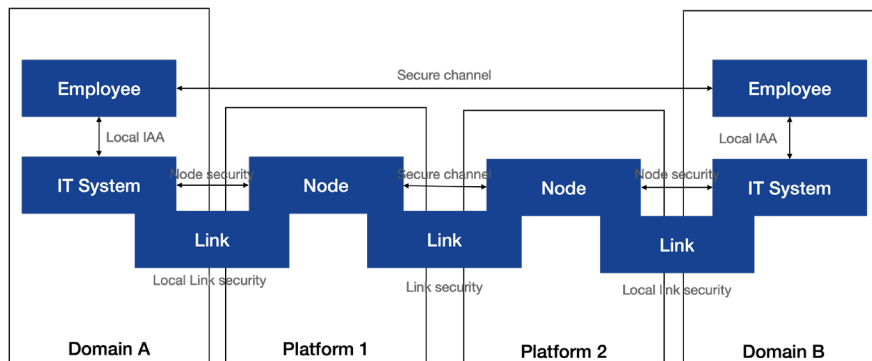 Employee
Secure channel
Employee
Local IAA
Local IAA
IT System
Node security
Node
Secure channel
Node
Node security
IT System
Link
Link
Link
Local Link security
Link security
Local link security
Domain A
Platform 1
Platform 2
Domain B